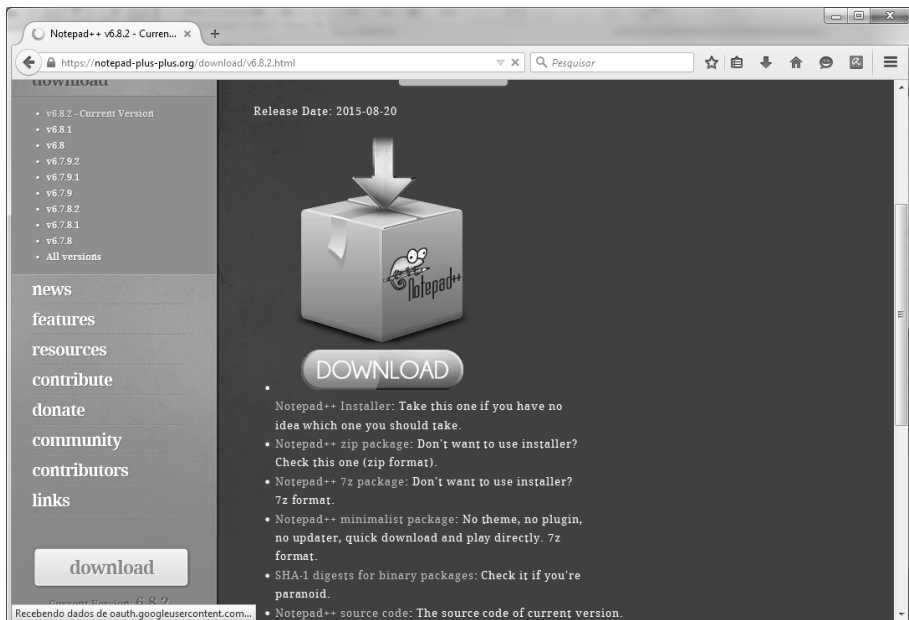 Notepad++ v6.8.2 - Curren...
https://notepad-plus-plus.org/download/v6.8.2.html
Pesquisar
download
v6.8.2 - Current Version
v6.8.1
v6.8
v6.7.9.2
v6.7.9.1
v6.7.9
v6.7.8.2
v6.7.8.1
v6.7.8
All versions
news
features
resources
contribute
donate
community
contributors
links
download
Current Version: 6.8.2
Recebendo dados de oauth.googleusercontent.com...
Release Date: 2015-08-20
Notepad++
DOWNLOAD
Notepad++ Installer: Take this one if you have no
idea which one you should take.
Notepad++ zip package: Don't want to use installer?
Check this one (zip format).
Notepad++ 7z package: Don't want to use installer?
7z format.
Notepad++ minimalist package: No theme, no plugin,
no updater, quick download and play directly. 7z
format.
SHA-1 digests for binary packages: Check it if you're
paranoid.
Notepad++ source code: The source code of current version.